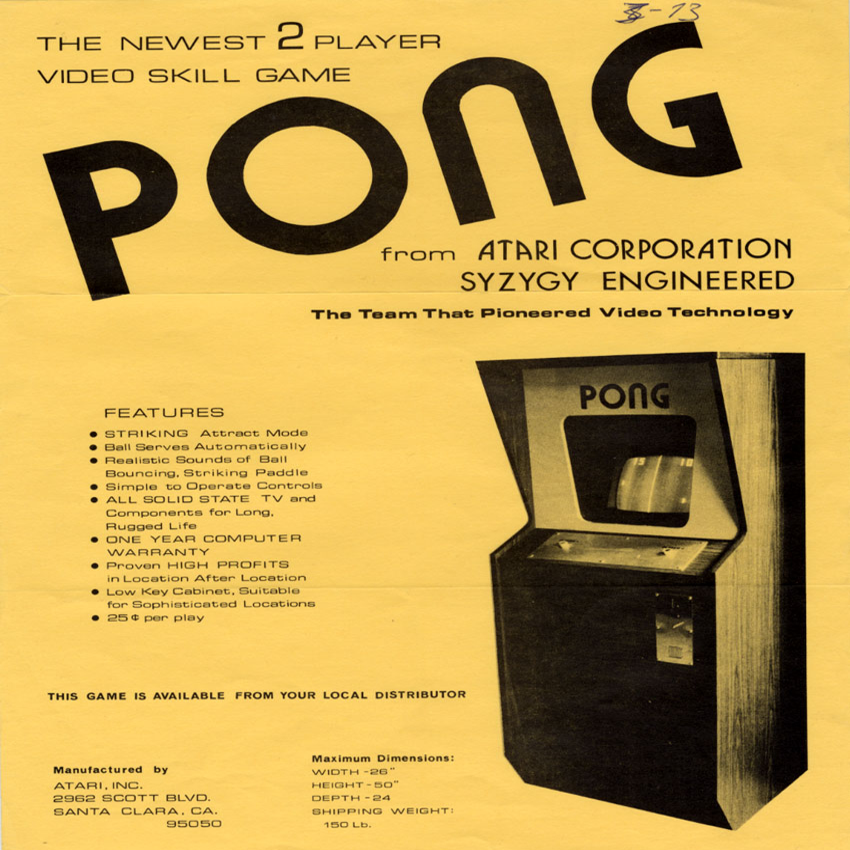 -13
THE NEWEST 2 PLAYER
VIDEO SKILL GAME
PONG
from ATARI CORPORATION
SYZYGY ENGINEERED
The Team That Pioneered Video Technology
FEATURES
● STRIKING Attract Mode
● Ball Serves Automatically
● Realistic Sounds of Ball
Bouncing, Striking Paddle
● Simple to Operate Controls
● ALL SOLID STATE TV and
Components for Long,
Rugged Life
● ONE YEAR COMPUTER
WARRANTY
● Proven HIGH PROFITS
in Location After Location
● Low Key Cabinet, Suitable
for Sophisticated Locations
● 25¢ per play
PONG
THIS GAME IS AVAILABLE FROM YOUR LOCAL DISTRIBUTOR
Manufactured by
ATARI, INC.
2962 SCOTT BLVD.
SANTA CLARA, CA.
95050
Maximum Dimensions:
WIDTH -26"
HEIGHT-50"
DEPTH -24
SHIPPING WEIGHT:
150 Lb.